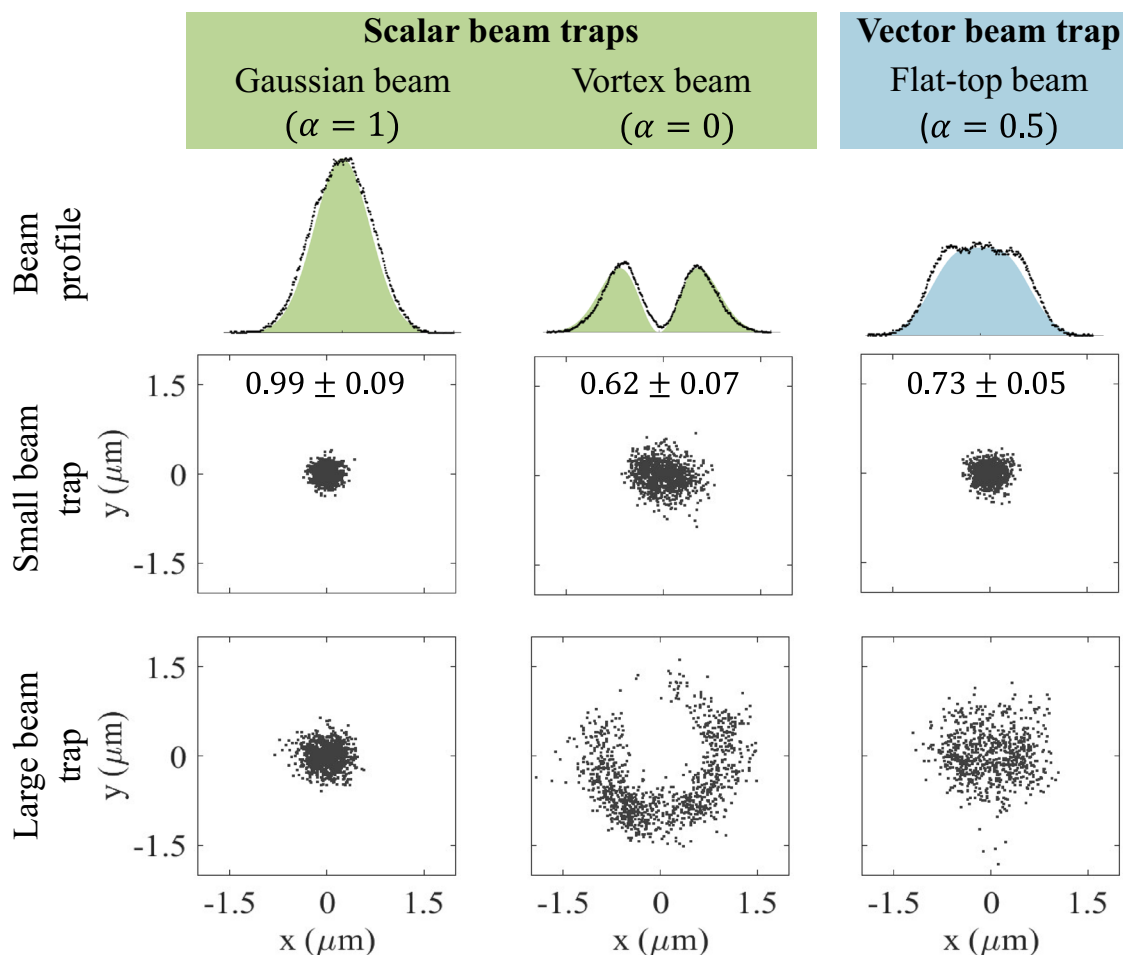 Scalar beam traps
Vector beam trap
Gaussian beam
(α = 1)
Vortex beam
(α = 0)
Flat-top beam
(α = 0.5)
Beam
profile
Small beam
trap
y (μm)
1.5
0
-1.5
0.99 ± 0.09
0.62 ± 0.07
0.73 ± 0.05
Large beam
trap
y (μm)
1.5
0
-1.5
-1.5 0 1.5
x (μm)
-1.5 0 1.5
x (μm)
-1.5 0 1.5
x (μm)